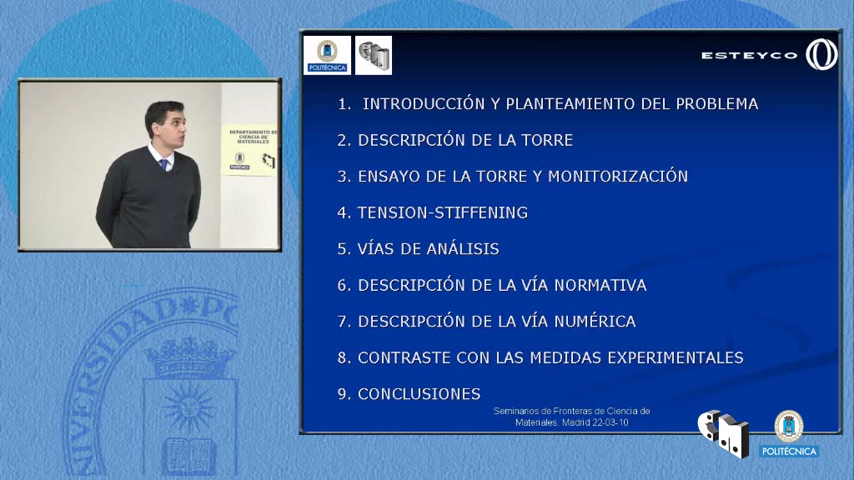 POLITÉCNICA
ESTEYCO
1. INTRODUCCIÓN Y PLANTEAMIENTO DEL PROBLEMA
2. DESCRIPCIÓN DE LA TORRE
3. ENSAYO DE LA TORRE Y MONITORIZACIÓN
4. TENSION-STIFFENING
5. VÍAS DE ANÁLISIS
6. DESCRIPCIÓN DE LA VÍA NORMATIVA
7. DESCRIPCIÓN DE LA VÍA NUMÉRICA
8. CONTRASTE CON LAS MEDIDAS EXPERIMENTALES
9. CONCLUSIONES
Seminarios de Fronteras de Ciencia de
Materiales. Madrid 22-03-10
POLITÉCNICA
DEPARTAMENTO DE
CIENCIA DE
MATERIALES